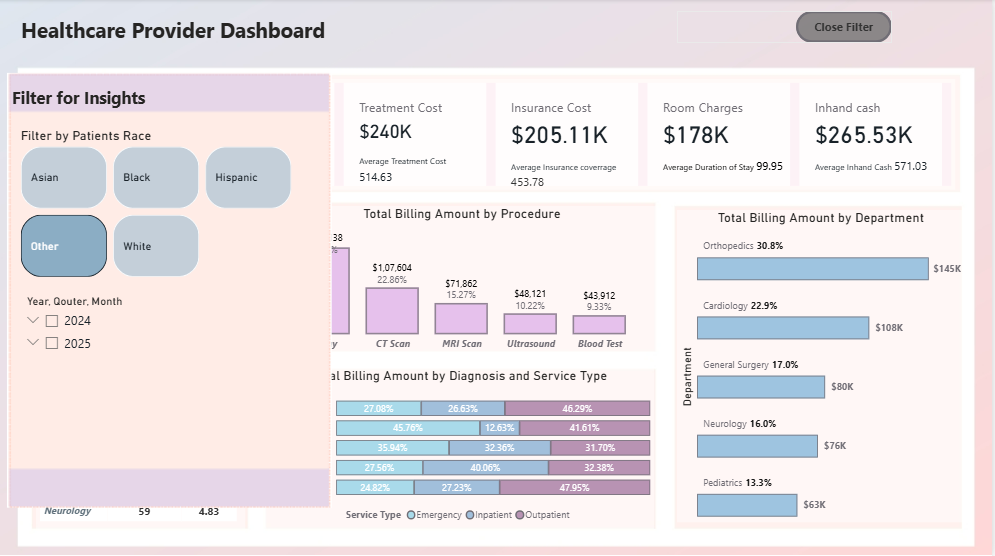 Healthcare Provider Dashboard
Close Filter
Filter for Insights
Filter by Patients Race
Asian
Black
Hispanic
Other
White
Year, Qouter, Month
2024
2025
Treatment Cost
$240K
Average Treatment Cost
514.63
Insurance Cost
$205.11K
Average Insurance coverrage
453.78
Room Charges
$178K
Average Duration of Stay 99.95
Inhand cash
$265.53K
Average Inhand Cash 571.03
Total Billing Amount by Procedure
38
%
y
$1,07,604
22.86%
CT Scan
$71,862
15.27%
MRI Scan
$48,121
10.22%
Ultrasound
$43,912
9.33%
Blood Test
al Billing Amount by Diagnosis and Service Type
27.08% 26.63% 46.29%
45.76% 12.63% 41.61%
35.94% 32.36% 31.70%
27.56% 40.06% 32.38%
24.82% 27.23% 47.95%
Service Type Emergency Inpatient Outpatient
Total Billing Amount by Department
Department
Orthopedics 30.8%
$145K
Cardiology 22.9%
$108K
General Surgery 17.0%
$80K
Neurology 16.0%
$76K
Pediatrics 13.3%
$63K
Neurology 59 4.83